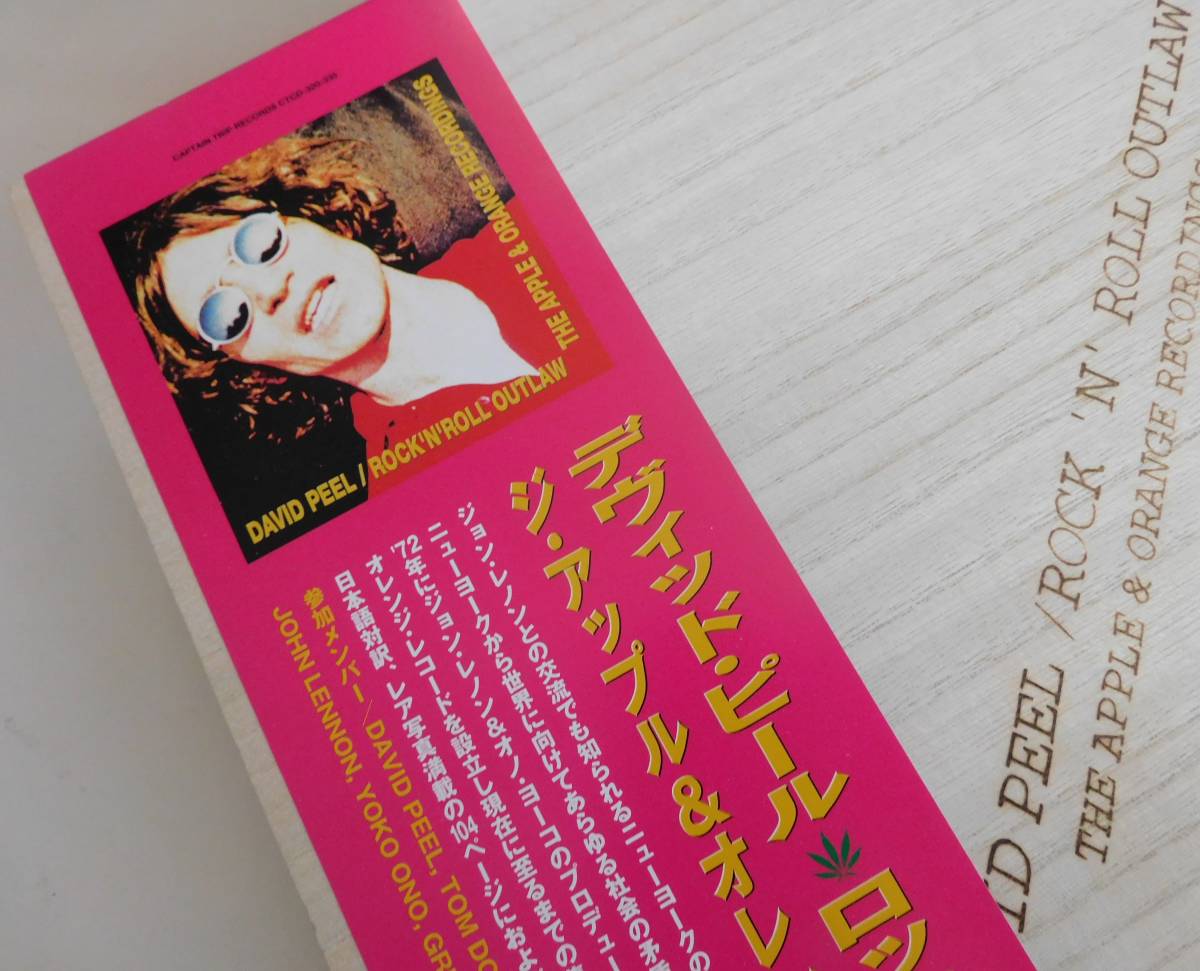 CAPTAIN TRIP RECORDS CTCD-320-335
DAVID PEEL / ROCK'N'ROLL OUTLAW
THE APPLE & ORANGE RECORDINGS
デヴィット・ピール ロッ
ジ・アップル&オレ
ジョン・レノンとの交流でも知られるニューヨークの
ニューヨークから世界に向けてあらゆる社会の矛盾
'72年にジョン・レノン&オノ・ヨーコのプロデュー
オレンジ・レコードを設立し現在に至るまでの
日本語対訳、レア写真満載の104ページにおよ
参加メンバー/DAVID PEEL, TOM DO
JOHN LENNON, YOKO ONO, GR
ID PEEL /ROCK 'N' ROLL OUTLAW
THE APPLE & ORANGE RECORDINGS